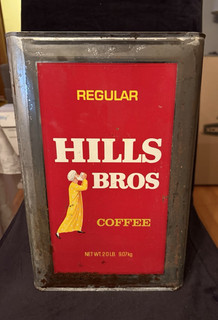 REGULAR
HILLS
BROS
COFFEE
NET WT 20 LB 9.07kg